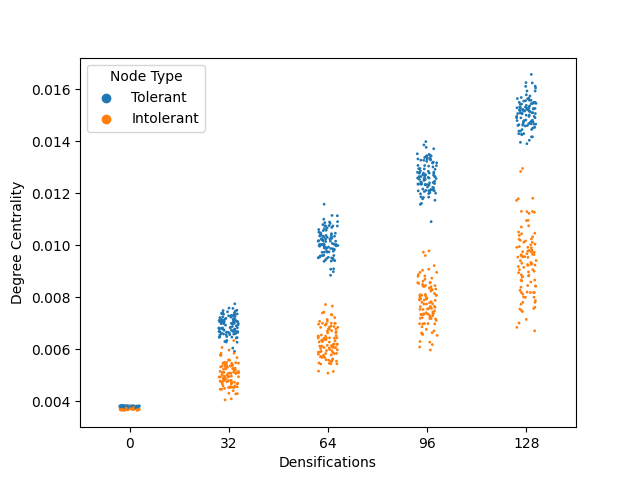 Node Type
Tolerant
Intolerant
0.016
0.014
0.012
0.010
0.008
0.006
0.004
Degree Centrality
0 32 64 96 128
Densifications